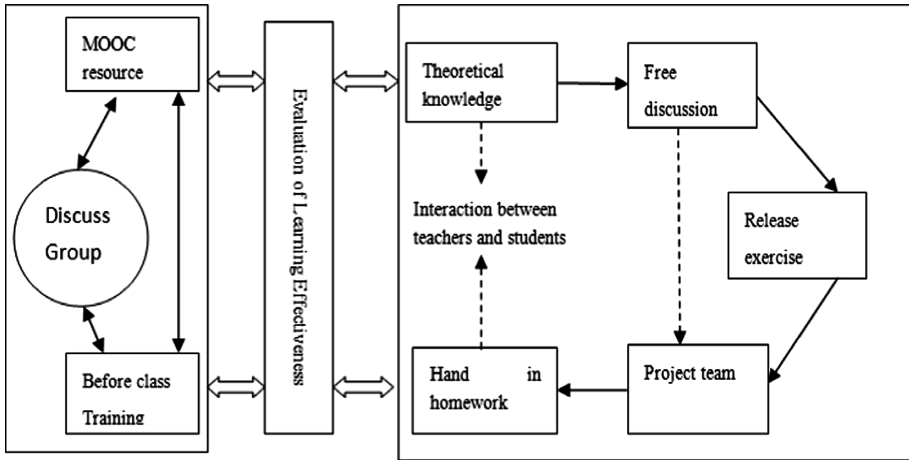 MOOC
resource
Discuss
Group
Before class
Training
Evaluation of Learning Effectiveness
Theoretical
knowledge
Free
discussion
Interaction between
teachers and students
Release
exercise
Hand in
homework
Project team